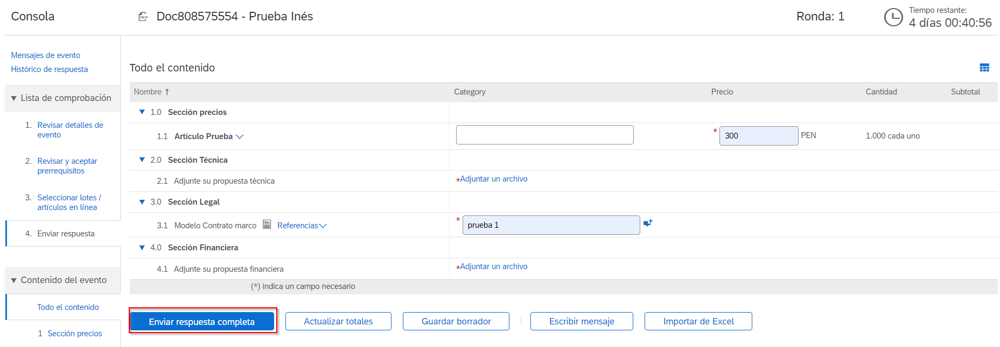 Consola
Doc808575554 - Prueba Inés
Ronda: 1
Tiempo restante:
4 días 00:40:56
Mensajes de evento
Histórico de respuesta
▼ Lista de comprobación
1. Revisar detalles de
evento
2. Revisar y aceptar
prerrequisitos
3. Seleccionar lotes /
artículos en línea
4. Enviar respuesta
▼ Contenido del evento
Todo el contenido
1 Sección precios
Todo el contenido
Nombre ↑ Category Precio Cantidad Subtotal
▼ 1.0 Sección precios
1.1 Artículo Prueba * 300 PEN 1.000 cada uno
▼ 2.0 Sección Técnica
2.1 Adjunte su propuesta técnica *Adjuntar un archivo
▼ 3.0 Sección Legal
3.1 Modelo Contrato marco Referencias * prueba 1
▼ 4.0 Sección Financiera
4.1 Adjunte su propuesta financiera *Adjuntar un archivo
(*) indica un campo necesario
Enviar respuesta completa Actualizar totales Guardar borrador Escribir mensaje Importar de Excel